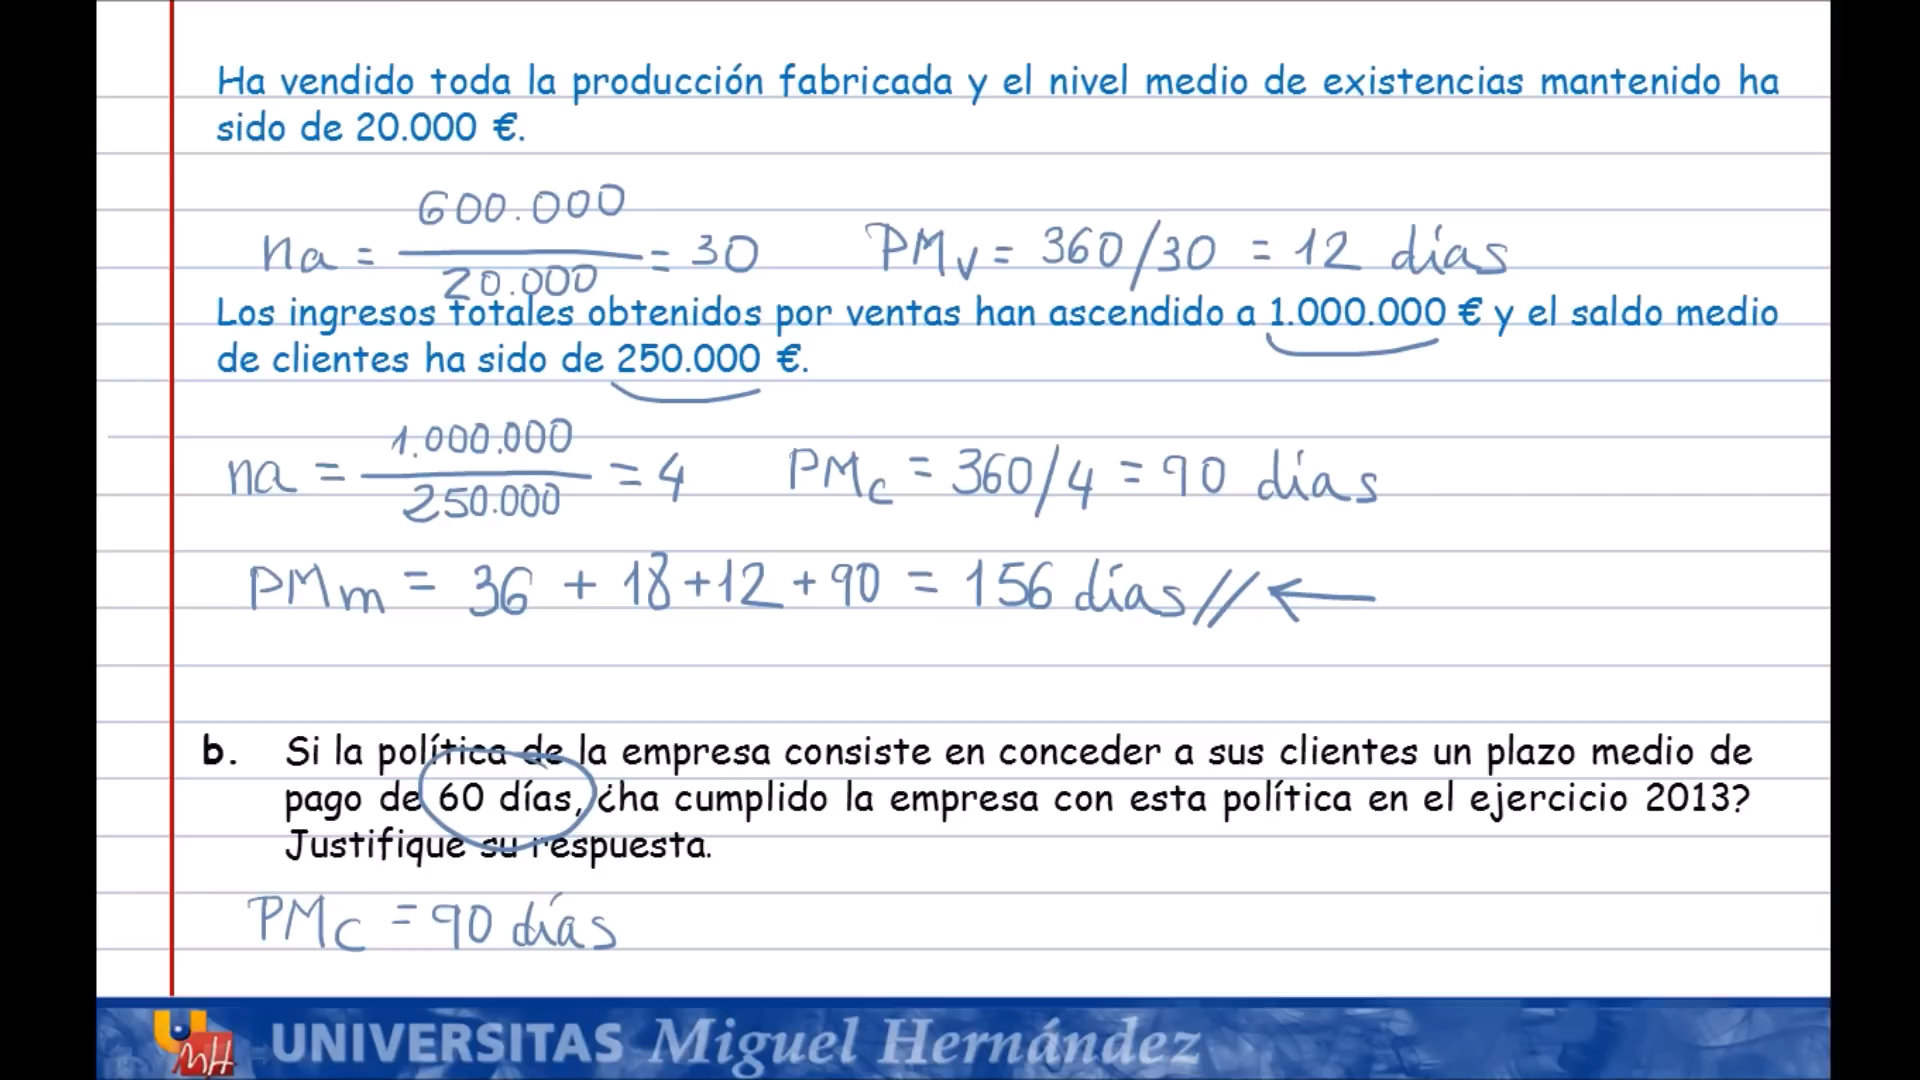 Ha vendido toda la producción fabricada y el nivel medio de existencias mantenido ha
sido de 20.000 €.
na = 600.000 / 20.000 = 30 PMv = 360/30 = 12 días
Los ingresos totales obtenidos por ventas han ascendido a 1.000.000 € y el saldo medio
de clientes ha sido de 250.000 €.
na = 1.000.000 / 250.000 = 4 PMc = 360/4 = 90 días
PMm = 36 + 18 + 12 + 90 = 156 días// ←
b. Si la política de la empresa consiste en conceder a sus clientes un plazo medio de
pago de 60 días, ¿ha cumplido la empresa con esta política en el ejercicio 2013?
Justifique su respuesta.
PMc = 90 días
UNIVERSITAS Miguel Hernández